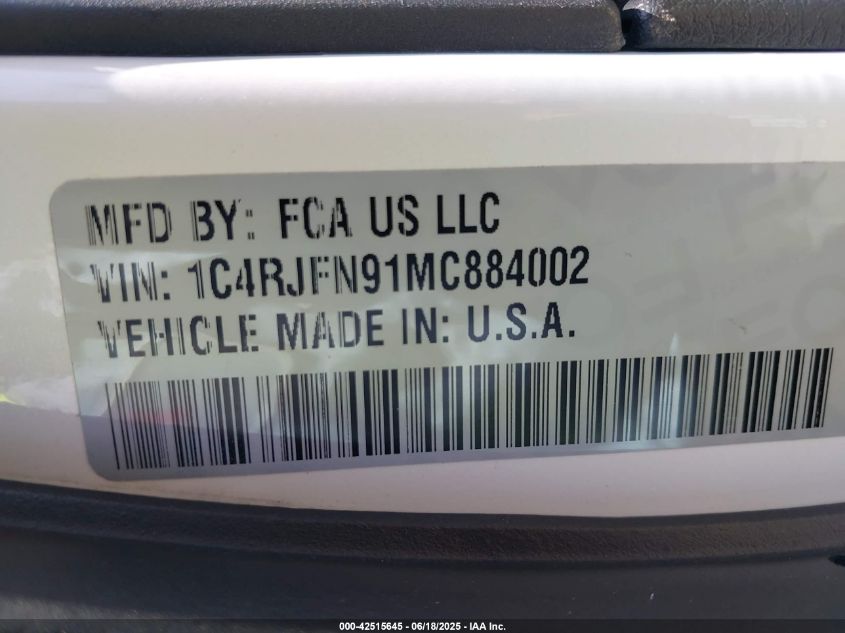 MFD BY: FCA US LLC
VIN: 1C4RJFN91MC884002
VEHICLE MADE IN: U.S.A.
000-42515645 - 06/18/2025 - IAA Inc.